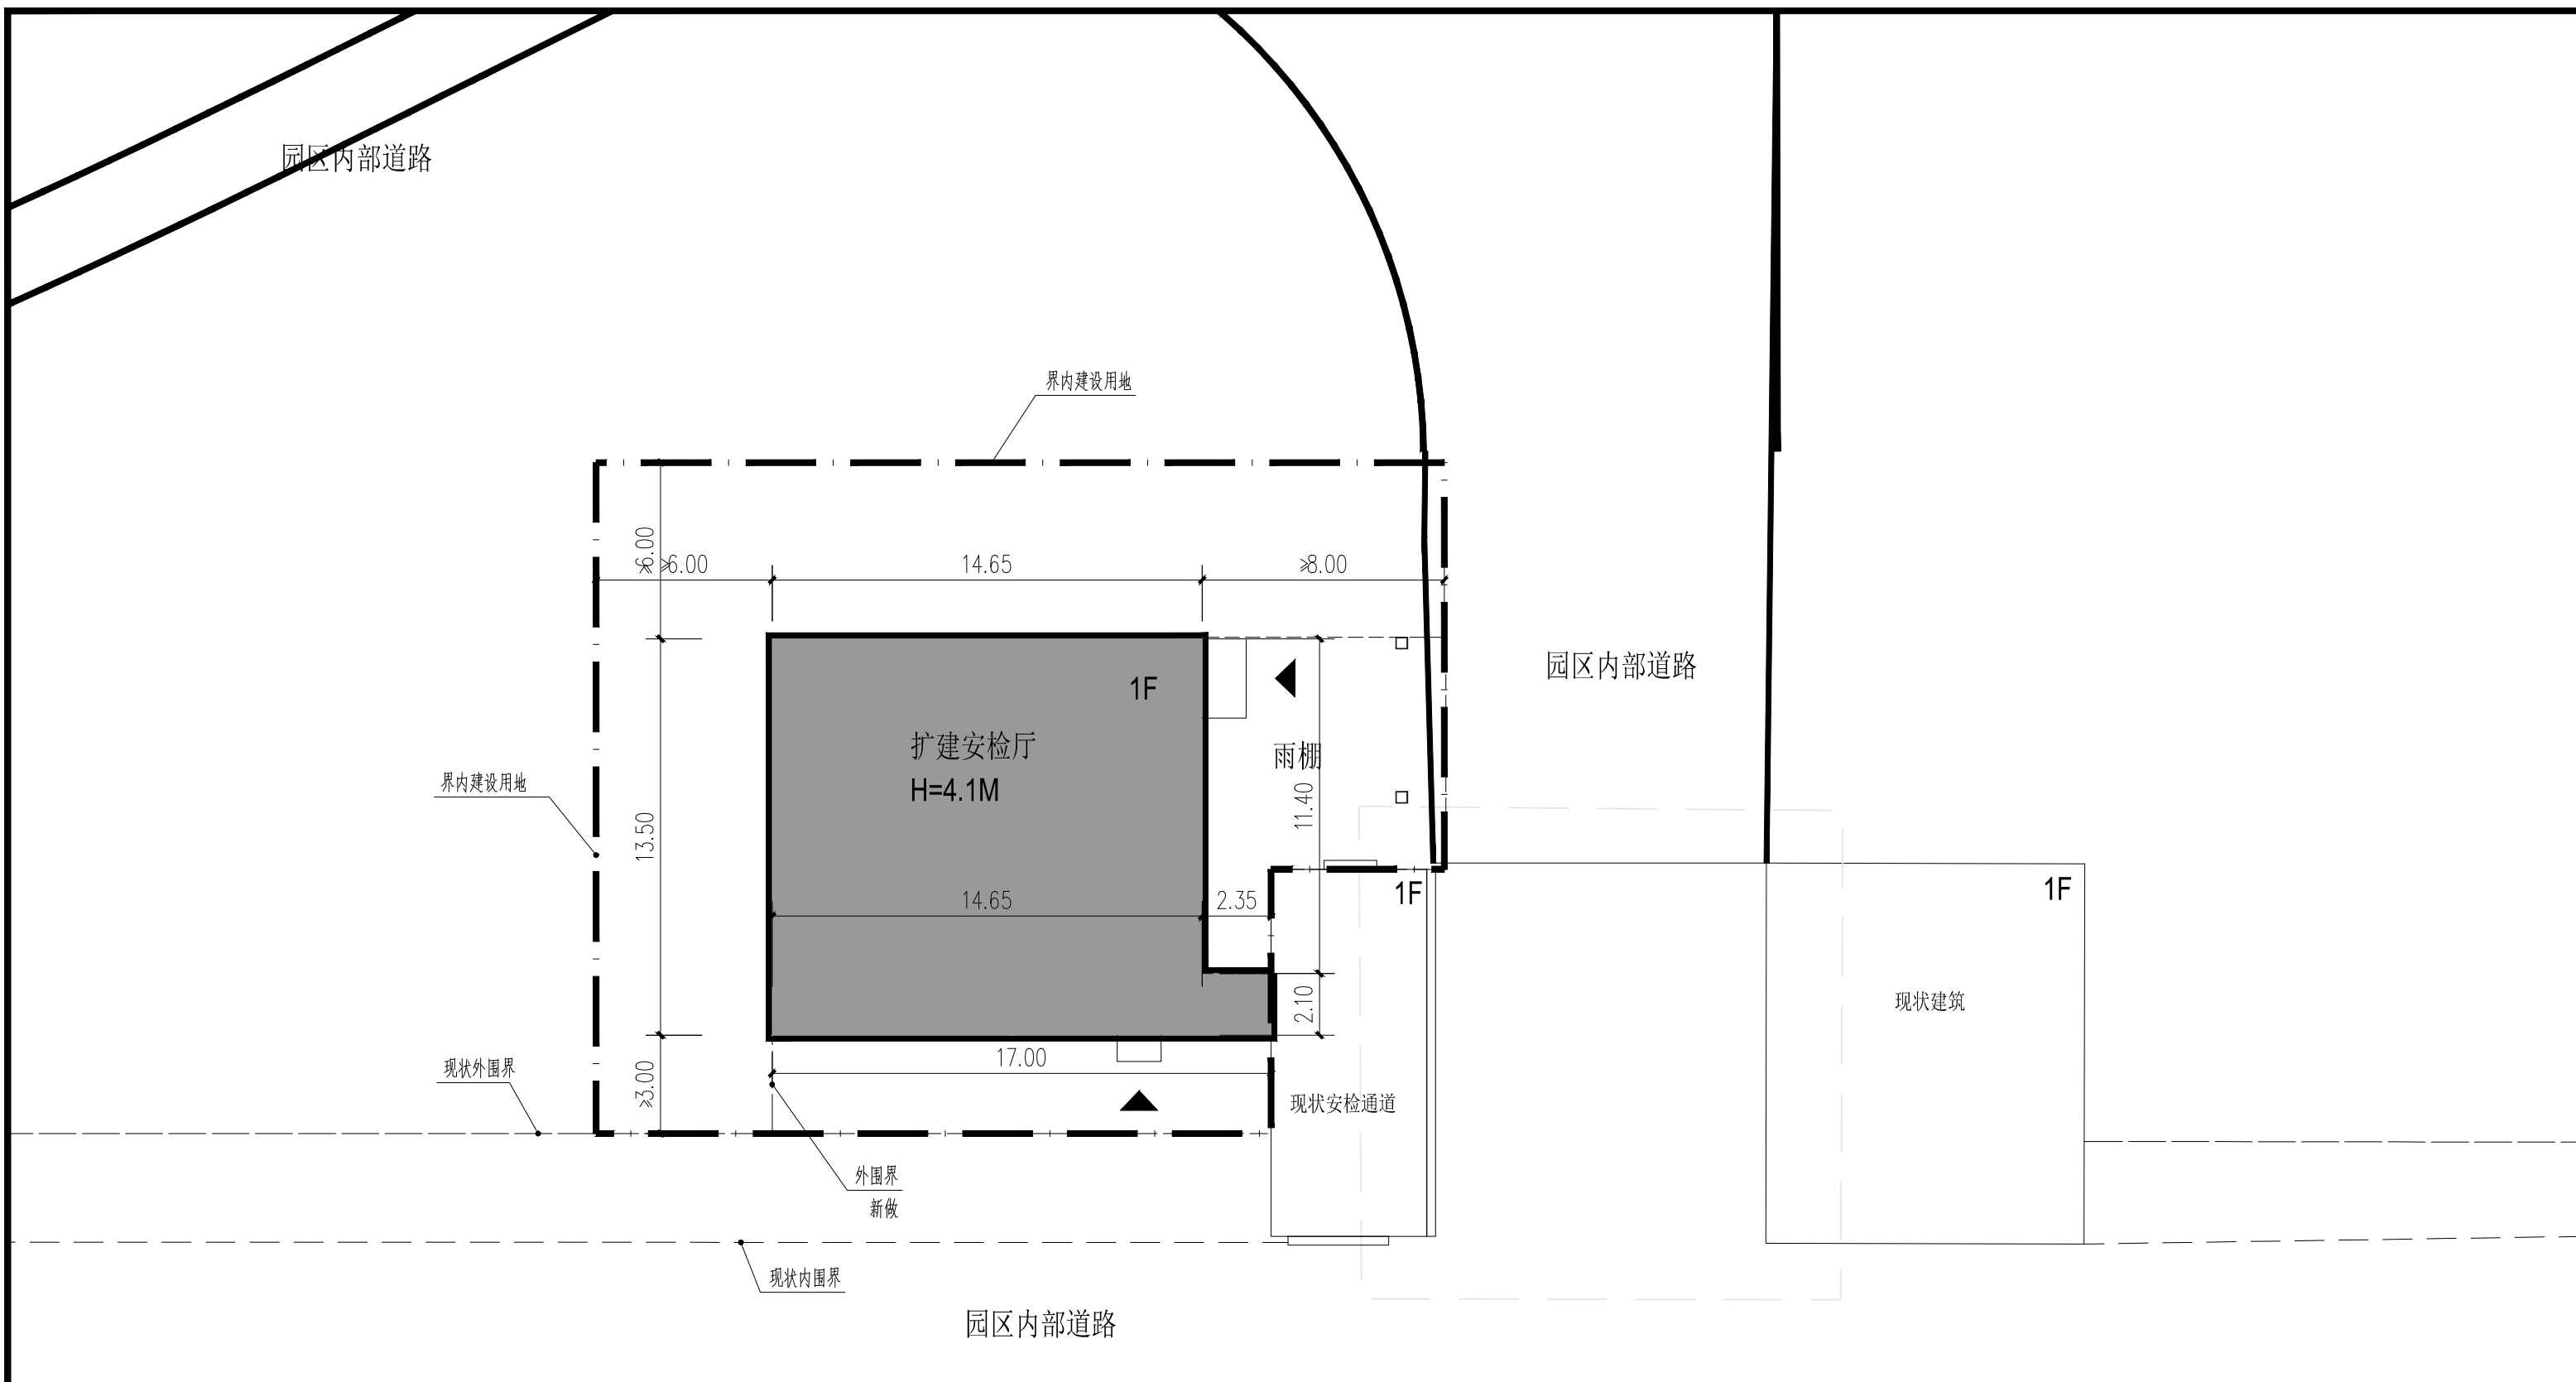 园区内部道路
界内建设用地
≥6.00
≥6.00
14.65
≥8.00
1F
园区内部道路
扩建安检厅
雨棚
H=4.1M
界内建设用地
13.50
11.40
14.65
2.35
1F
1F
2.10
现状建筑
17.00
现状外围界
≥3.00
现状安检通道
外围界
新做
现状内围界
园区内部道路